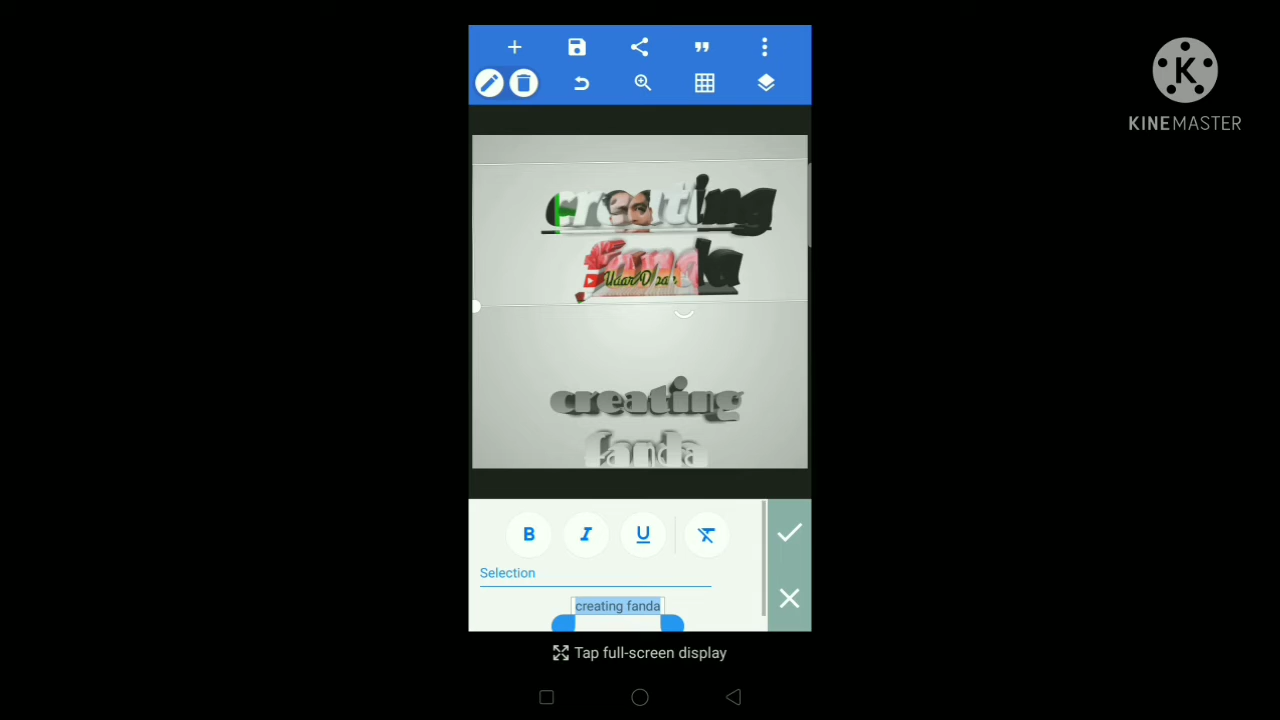 KINEMASTER
creating
fanda
creating
fanda
B I U
Selection
creating fanda
Tap full-screen display